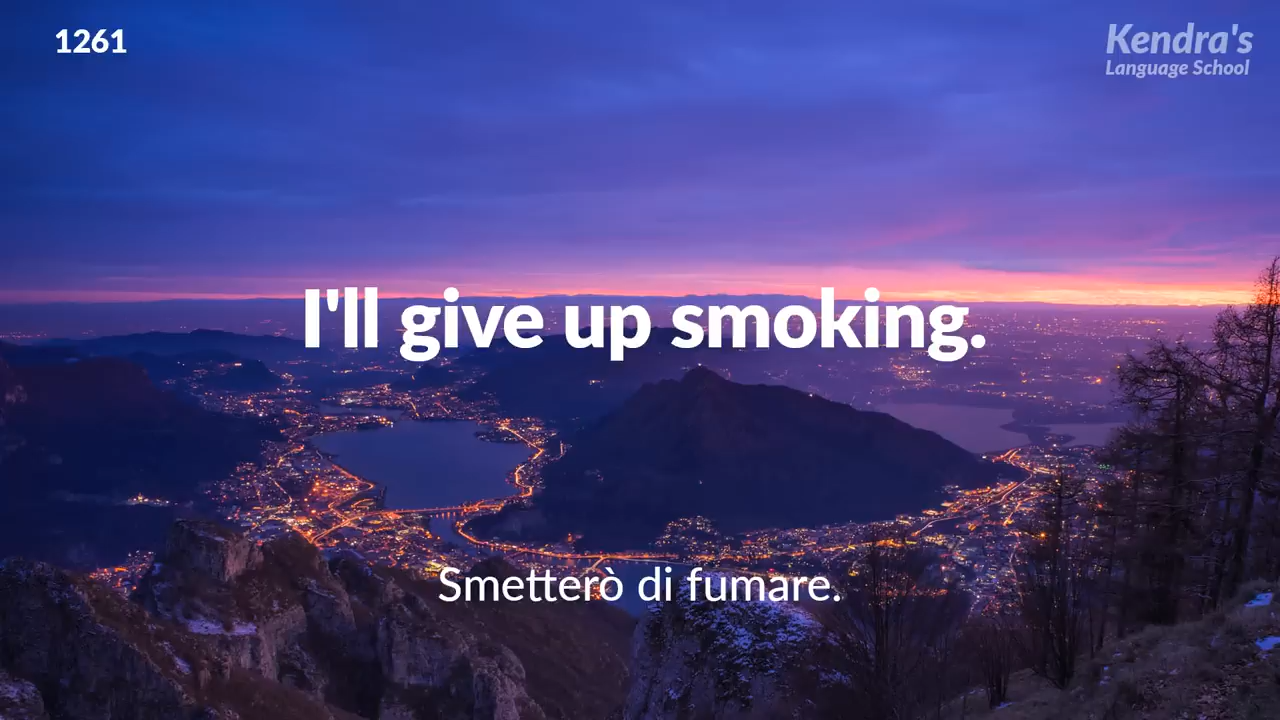 1261
Kendra's
Language School
I'll give up smoking.
Smetterò di fumare.